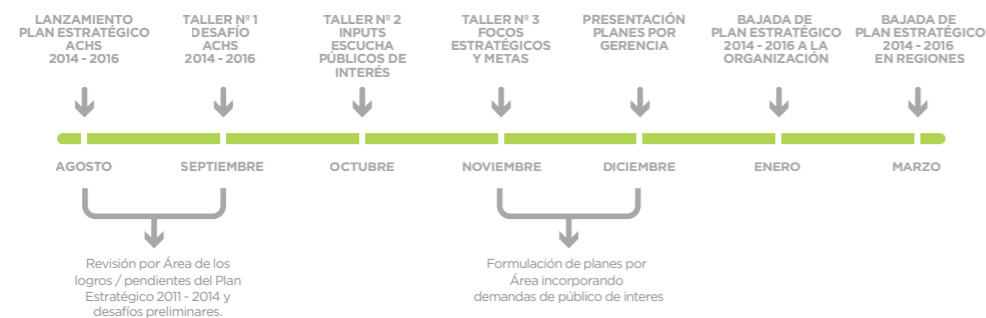 LANZAMIENTO
PLAN ESTRATÉGICO
ACHS
2014 - 2016
TALLER Nº 1
DESAFÍO
ACHS
2014 - 2016
TALLER Nº 2
INPUTS
ESCUCHA
PÚBLICOS DE
INTERÉS
TALLER Nº 3
FOCOS
ESTRATÉGICOS
Y METAS
PRESENTACIÓN
PLANES POR
GERENCIA
BAJADA DE
PLAN ESTRATÉGICO
2014 - 2016 A LA
ORGANIZACIÓN
BAJADA DE
PLAN ESTRATÉGICO
2014 - 2016
EN REGIONES
AGOSTO
SEPTIEMBRE
OCTUBRE
NOVIEMBRE
DICIEMBRE
ENERO
MARZO
Revisión por Área de los
logros / pendientes del Plan
Estratégico 2011 - 2014 y
desafíos preliminares.
Formulación de planes por
Área incorporando
demandas de público de interes